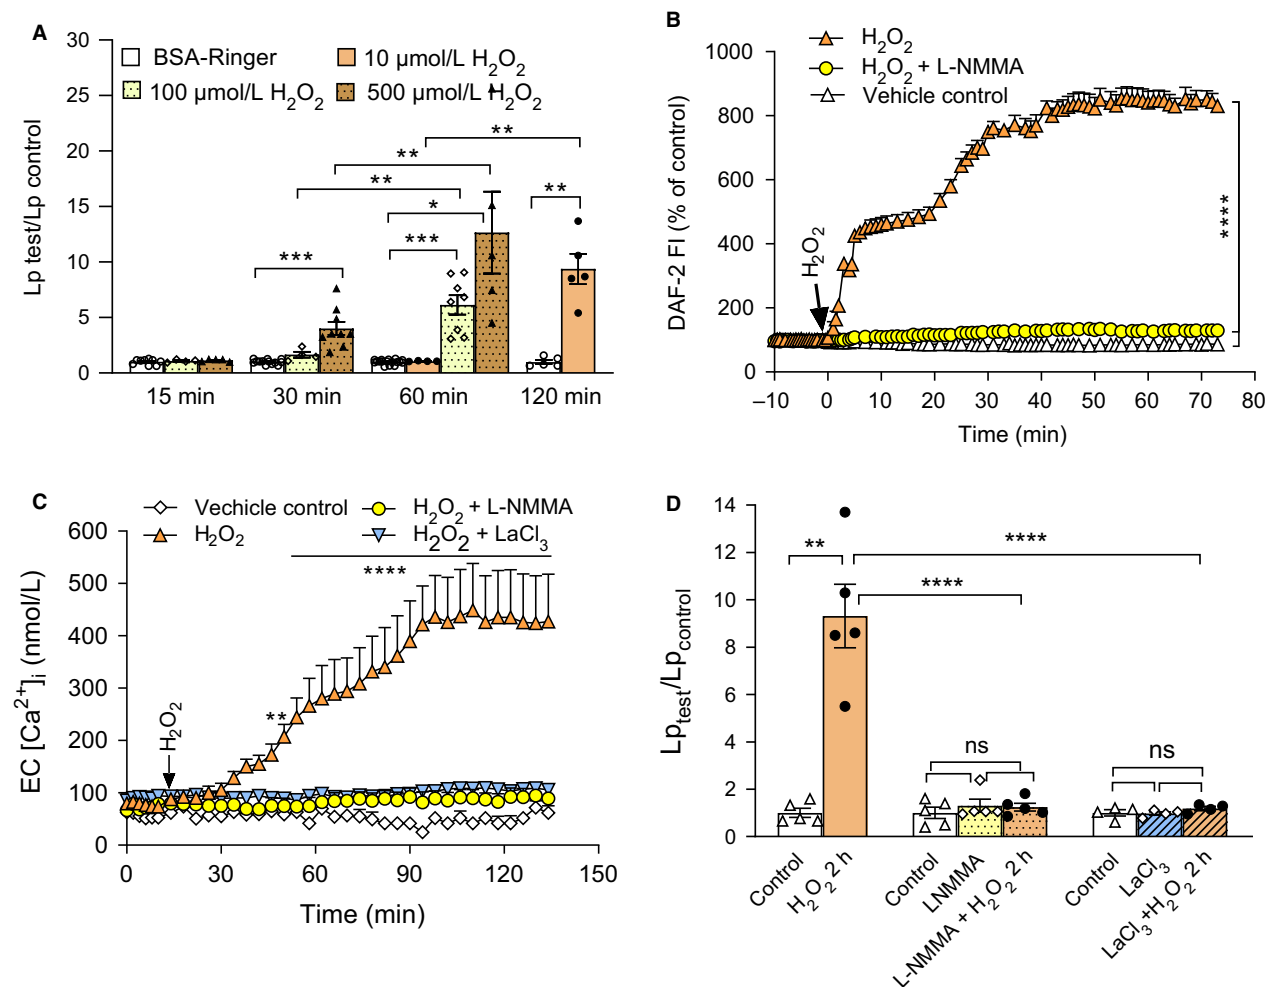 A
30
25
20
15
10
5
0
Lp test/Lp control
BSA-Ringer
10 µmol/L H2O2
100 µmol/L H2O2
500 µmol/L H2O2
***
***
*
**
**
**
**
15 min
30 min
60 min
120 min
B
1000
800
600
400
200
0
DAF-2 FI (% of control)
H2O2
H2O2 + L-NMMA
Vehicle control
H2O2
****
–10
0
10
20
30
40
50
60
70
80
Time (min)
C
600
500
400
300
200
100
0
EC [Ca2+]i (nmol/L)
Vechicle control
H2O2 + L-NMMA
H2O2
H2O2 + LaCl3
2 2
H2O2
**
****
0
30
60
90
120
150
Time (min)
D
14
12
10
8
6
4
2
0
Lptest/Lpcontrol
**
****
****
ns
ns
Control
H2O2 2 h
Control
LNMMA
L-NMMA + H2O2 2 h
Control
LaCl3
LaCl3+H2O2 2 h